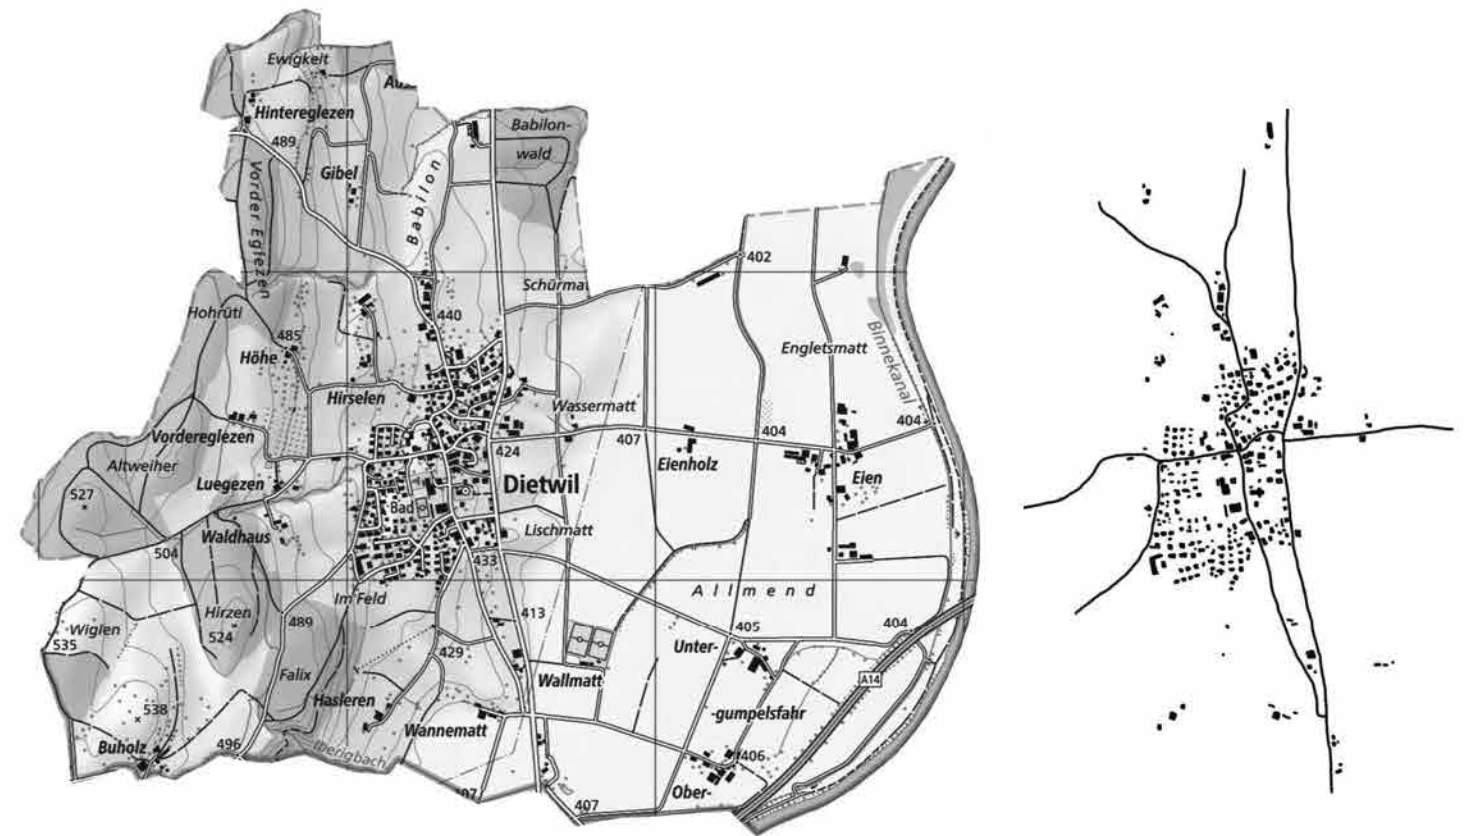 Ewigkeit
Hintereglezen
489
Babilon-
wald
Gibel
Babilon
Vorder Eglezen
402
Schürma
Hohrüti
440
485
Höhe
Engletsmatt
Binnekanal
Hirselen
Wassermatt
404
404
407
424
Vordereglezen
Altweiher
Eienholz
Eien
Luegezen
Dietwil
527
Bad
Lischmatt
Waldhaus
504
433
Allmend
Im Feld
Hirzen
413
489
524
Wiglen
535
405
404
429
Unter-
Falix
A14
Wallmatt
Hasleren
538
-gumpelsfahr
Wannematt
Buholz
496
406
Ober-
407